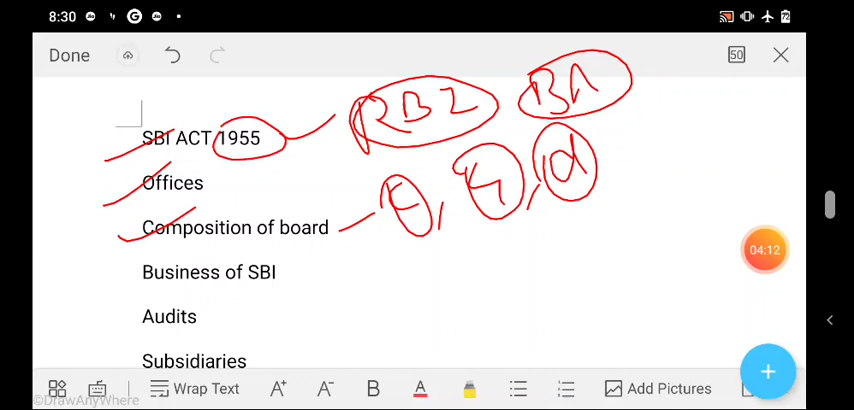 8:30
72
Done
50
RBI BA
SBI ACT 1955
Offices
Composition of board
Business of SBI
04:12
Audits
Subsidiaries
Wrap Text A+ A- B A Add Pictures
©DrawAnyWhere